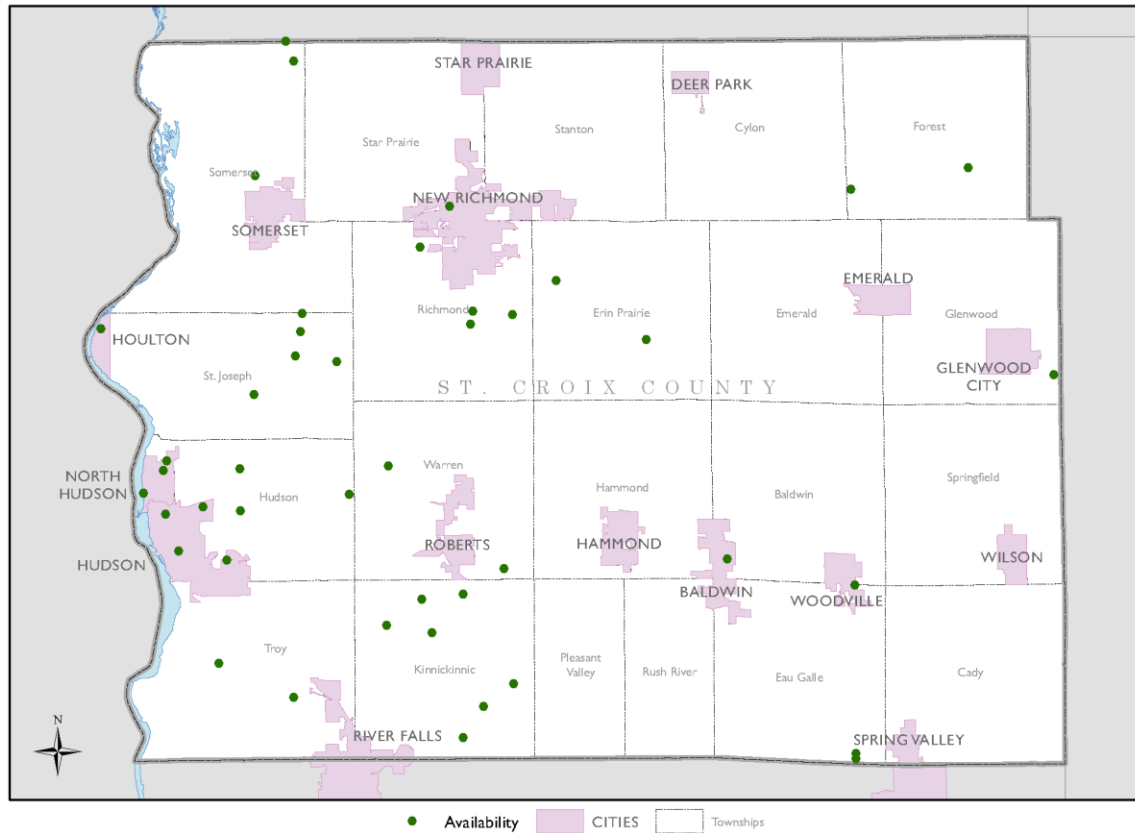 STAR PRAIRIE
DEER PARK
Star Prairie
Stanton
Cylon
Forest
Somerset
NEW RICHMOND
SOMERSET
EMERALD
Richmond
Erin Prairie
Emerald
Glenwood
HOULTON
St. Joseph
GLENWOOD
CITY
ST. CROIX COUNTY
NORTH
HUDSON
Hudson
Warren
Hammond
Baldwin
Springfield
HUDSON
ROBERTS
HAMMOND
WILSON
BALDWIN
WOODVILLE
Troy
Kinnickinnic
Pleasant
Valley
Rush River
Eau Galle
Cady
N
RIVER FALLS
SPRING VALLEY
Availability CITIES Townships